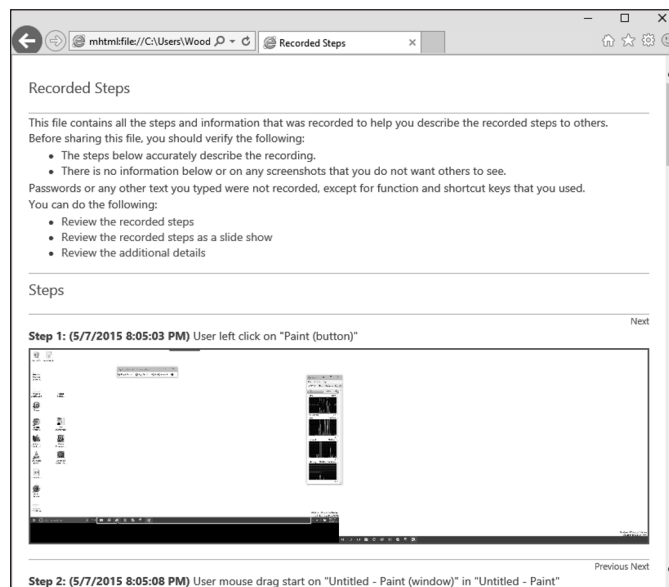 mhtml:file://C:\Users\Wood
Recorded Steps
Recorded Steps
This file contains all the steps and information that was recorded to help you describe the recorded steps to others.
Before sharing this file, you should verify the following:
• The steps below accurately describe the recording.
• There is no information below or on any screenshots that you do not want others to see.
Passwords or any other text you typed were not recorded, except for function and shortcut keys that you used.
You can do the following:
• Review the recorded steps
• Review the recorded steps as a slide show
• Review the additional details
Steps
Next
Step 1: (5/7/2015 8:05:03 PM) User left click on "Paint (button)"
Previous Next
Step 2: (5/7/2015 8:05:08 PM) User mouse drag start on "Untitled - Paint (window)" in "Untitled - Paint"